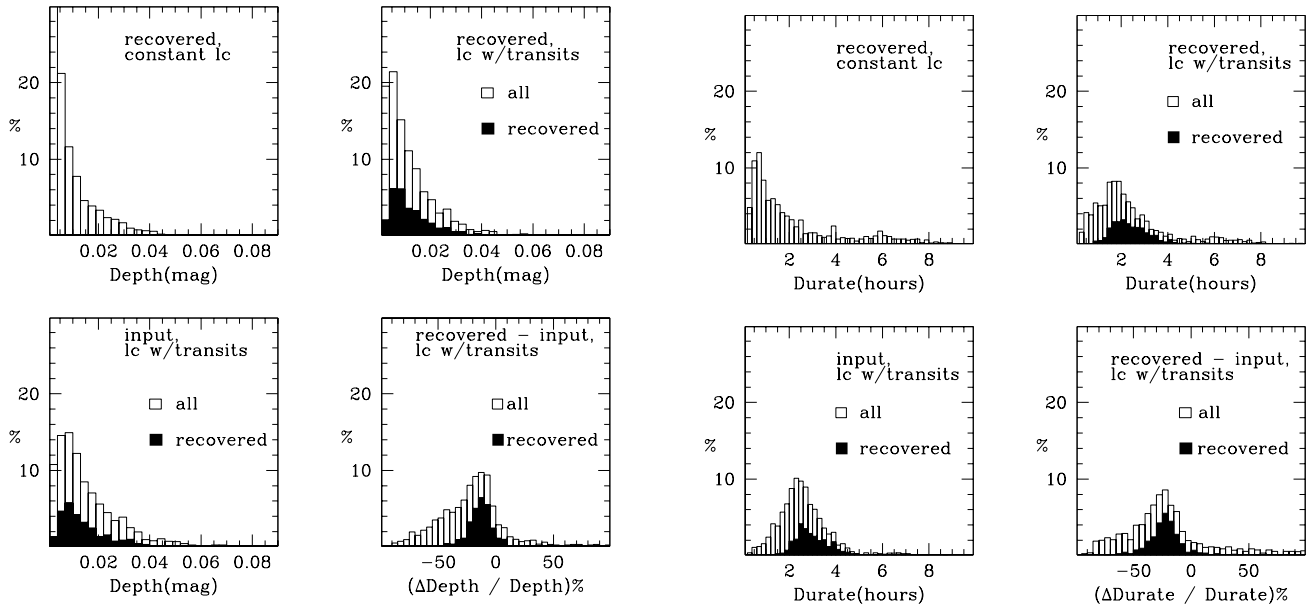 recovered,
constant lc
20
%
10
0.02 0.04 0.06 0.08
Depth(mag)
recovered,
lc w/transits
all
recovered
20
%
10
0.02 0.04 0.06 0.08
Depth(mag)
recovered,
constant lc
20
%
10
2 4 6 8
Durate(hours)
recovered,
lc w/transits
all
recovered
20
%
10
2 4 6 8
Durate(hours)
input,
lc w/transits
all
recovered
20
%
10
0.02 0.04 0.06 0.08
Depth(mag)
recovered − input,
lc w/transits
all
recovered
20
%
10
−50 0 50
(ΔDepth / Depth)%
input,
lc w/transits
all
recovered
20
%
10
2 4 6 8
Durate(hours)
recovered − input,
lc w/transits
all
recovered
20
%
10
−50 0 50
(ΔDurate / Durate)%